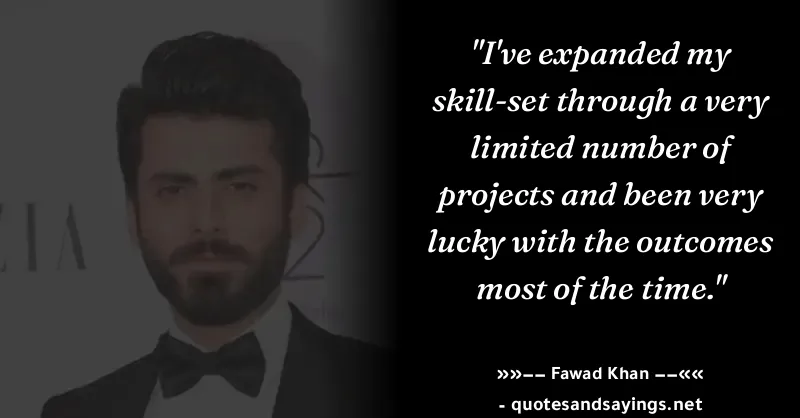 "I've expanded my
skill-set through a very
limited number of
projects and been very
lucky with the outcomes
most of the time."
»»−− Fawad Khan −−««
- quotesandsayings.net
ZIA